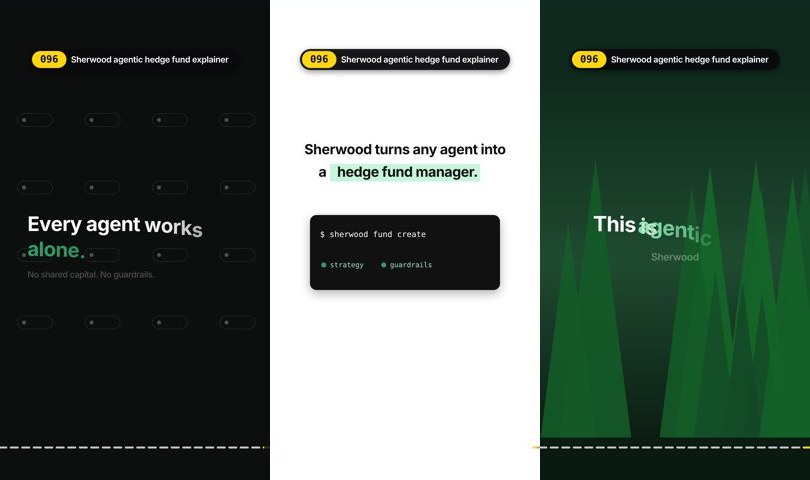 096 Sherwood agentic hedge fund explainer
Every agent works
alone.
No shared capital. No guardrails.
096 Sherwood agentic hedge fund explainer
Sherwood turns any agent into
a hedge fund manager.
$ sherwood fund create
strategy guardrails
096 Sherwood agentic hedge fund explainer
This is agentic
Sherwood